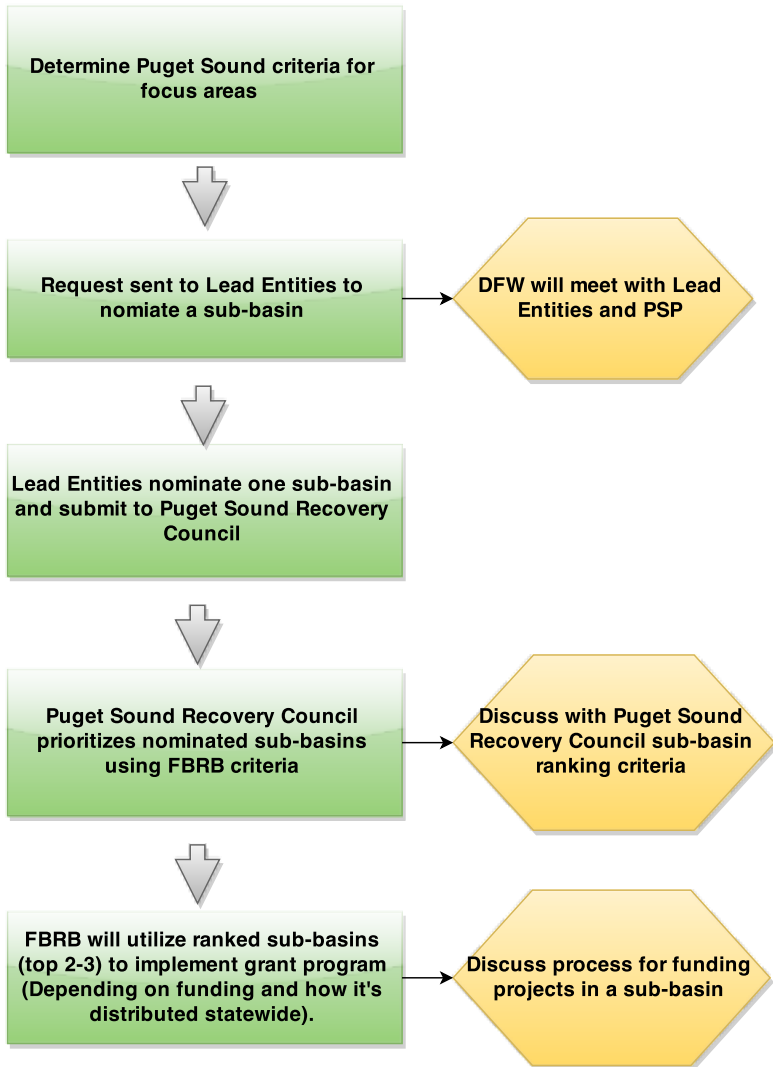 Determine Puget Sound criteria for
focus areas
Request sent to Lead Entities to
nomiate a sub-basin
DFW will meet with Lead
Entities and PSP
Lead Entities nominate one sub-basin
and submit to Puget Sound Recovery
Council
Puget Sound Recovery Council
prioritizes nominated sub-basins
using FBRB criteria
Discuss with Puget Sound
Recovery Council sub-basin
ranking criteria
FBRB will utilize ranked sub-basins
(top 2-3) to implement grant program
(Depending on funding and how it's
distributed statewide).
Discuss process for funding
projects in a sub-basin